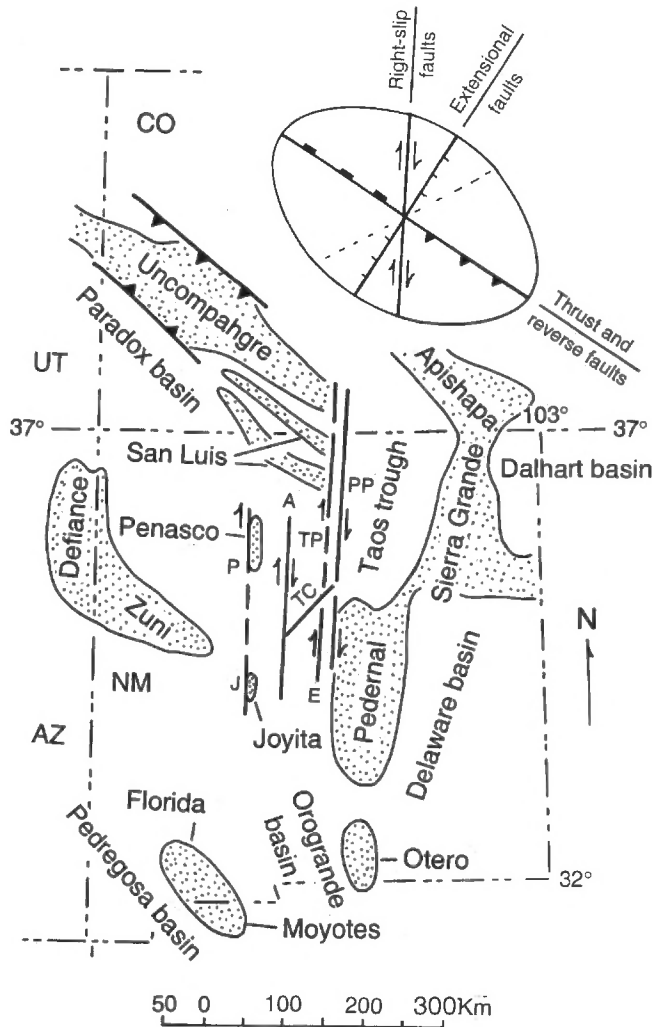 Right-slip
faults
Extensional
faults
CO
Uncompahgre
Thrust and
reverse faults
Paradox basin
UT
Apishapa
37°
103°
37°
San Luis
Dalhart basin
PP
A
Taos trough
Sierra Grande
Defiance
Penasco
TP
P
TC
Zuni
N
NM
J
E
Pedernal
Delaware basin
AZ
Joyita
Florida
Orogrande
basin
Pedregosa basin
Otero
32°
Moyotes
50 0 100 200 300Km